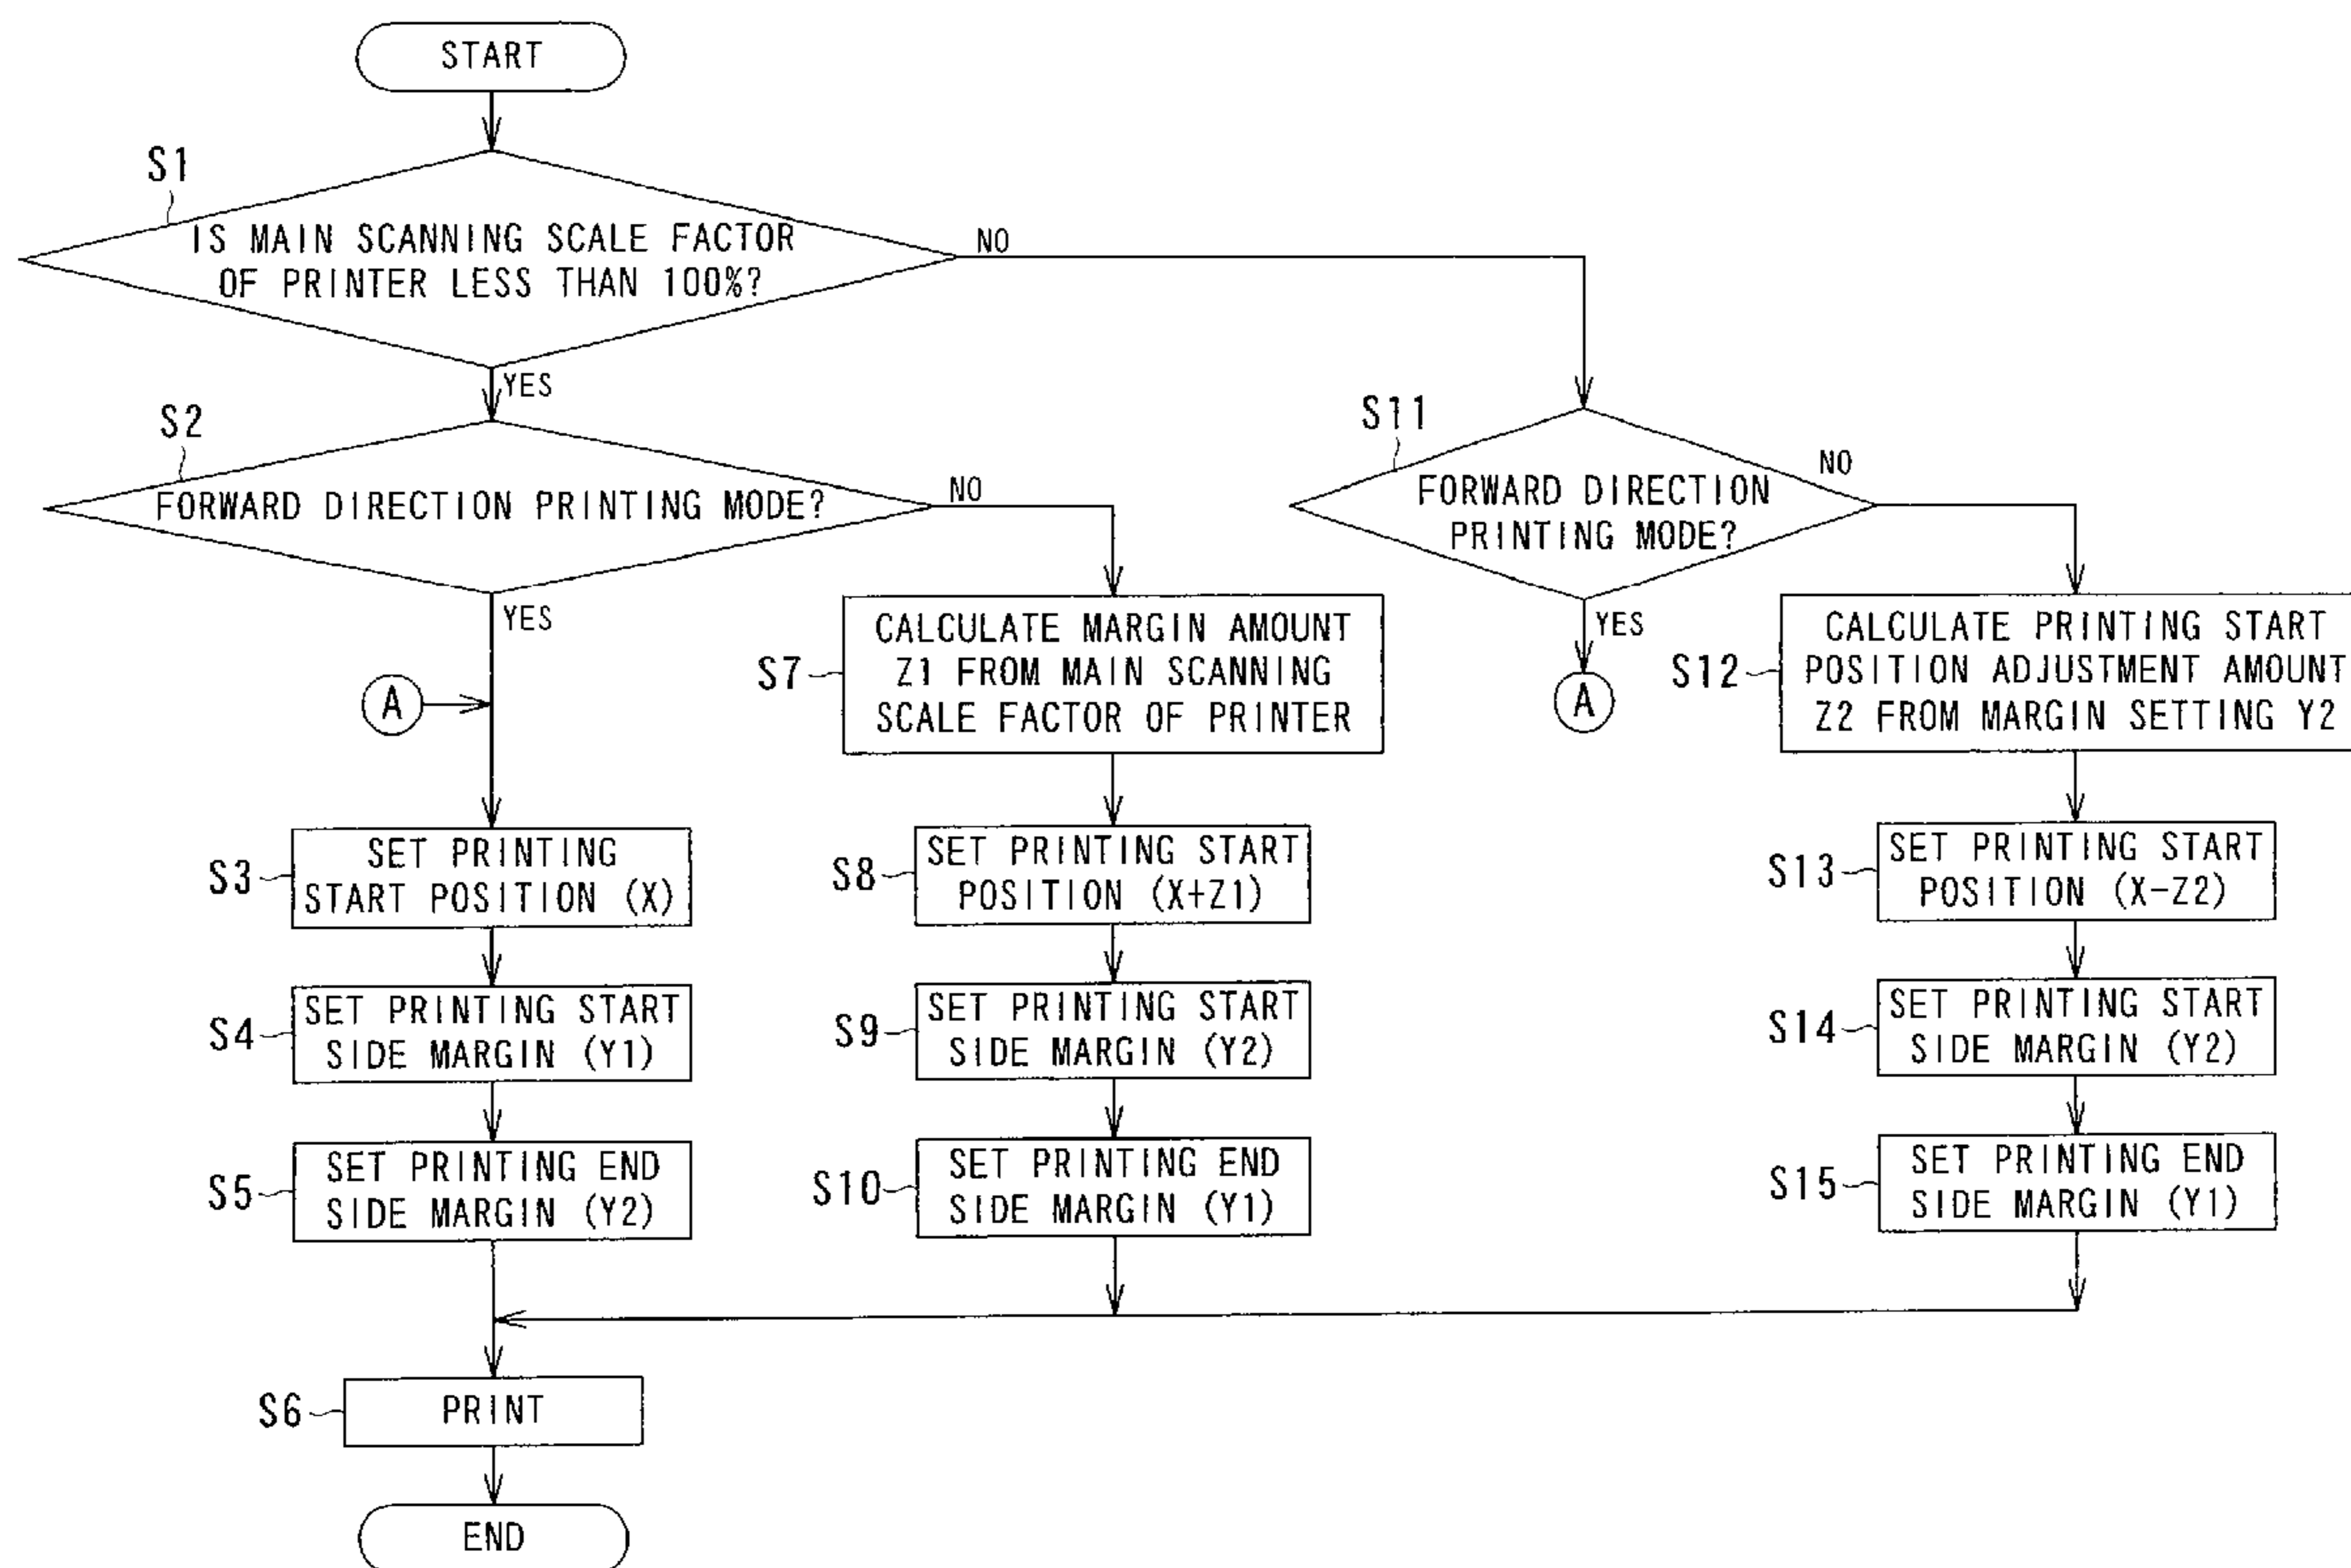 START
S1
IS MAIN SCANNING SCALE FACTOR
OF PRINTER LESS THAN 100%?
NO
YES
S2
FORWARD DIRECTION PRINTING MODE?
NO
YES
S11
FORWARD DIRECTION
PRINTING MODE?
NO
YES
A
A
S7
CALCULATE MARGIN AMOUNT
Z1 FROM MAIN SCANNING
SCALE FACTOR OF PRINTER
S12
CALCULATE PRINTING START
POSITION ADJUSTMENT AMOUNT
Z2 FROM MARGIN SETTING Y2
S3
SET PRINTING
START POSITION (X)
S8
SET PRINTING START
POSITION (X+Z1)
S13
SET PRINTING START
POSITION (X-Z2)
S4
SET PRINTING START
SIDE MARGIN (Y1)
S9
SET PRINTING START
SIDE MARGIN (Y2)
S14
SET PRINTING START
SIDE MARGIN (Y2)
S5
SET PRINTING END
SIDE MARGIN (Y2)
S10
SET PRINTING END
SIDE MARGIN (Y1)
S15
SET PRINTING END
SIDE MARGIN (Y1)
S6
PRINT
END